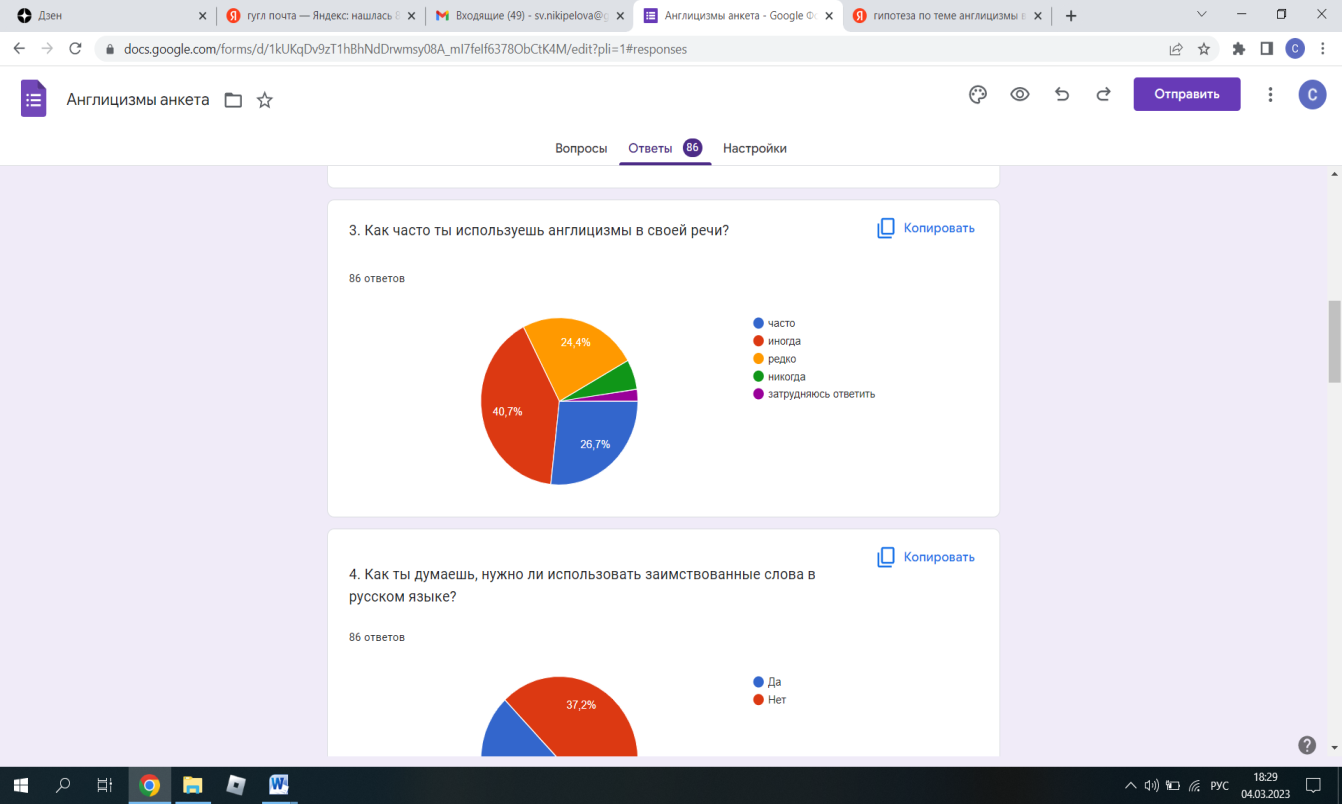 Дзен
гугл почта — Яндекс: нашлась
Входящие (49) - sv.nikipelova@g
Англицизмы анкета - Google Фо
гипотеза по теме англицизмы в
docs.google.com/forms/d/1kUKqDv9zT1hBhNdDrwmsy08A_ml7felf6378ObCtK4M/edit?pli=1#responses
С
Англицизмы анкета
Отправить
С
Вопросы
Ответы 86
Настройки
3. Как часто ты используешь англицизмы в своей речи?
Копировать
86 ответов
24,4%
40,7%
26,7%
часто
иногда
редко
никогда
затрудняюсь ответить
Копировать
4. Как ты думаешь, нужно ли использовать заимствованные слова в
русском языке?
86 ответов
37,2%
Да
Нет
РУС
18:29
04.03.2023